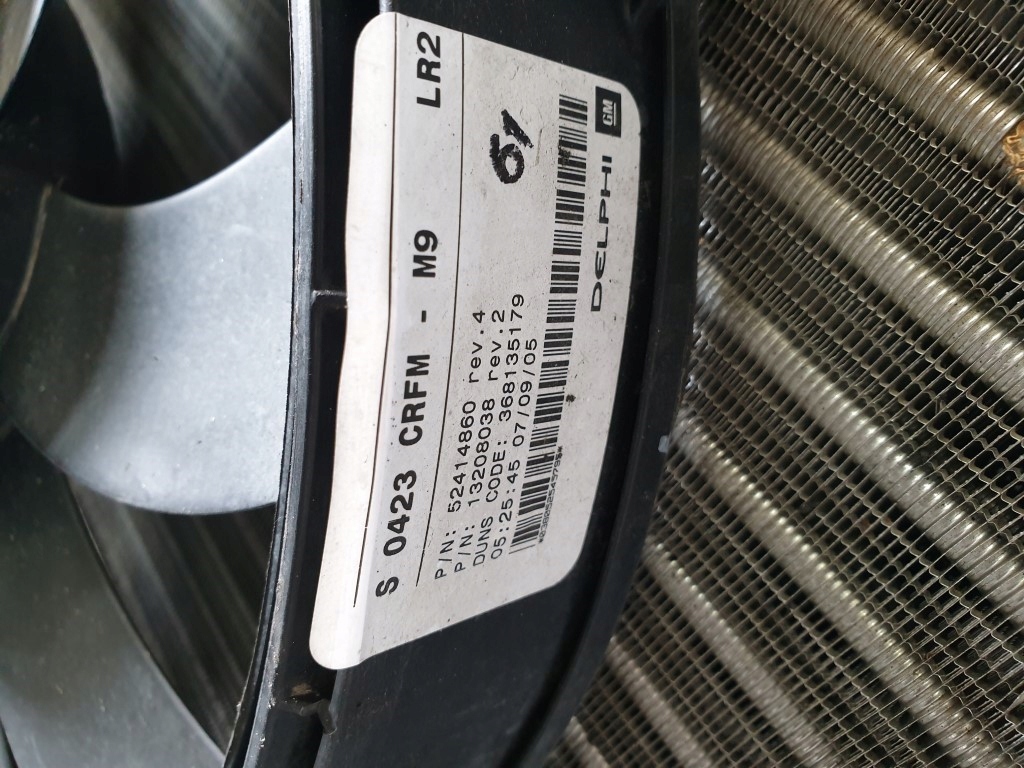 S 0423 CRFM - M9 LR2
P/N: 52414860 rev.4
P/N: 13208038 rev.2
DUNS CODE: 368135179
05:25:45 07/09/05
61
DELPHI GM